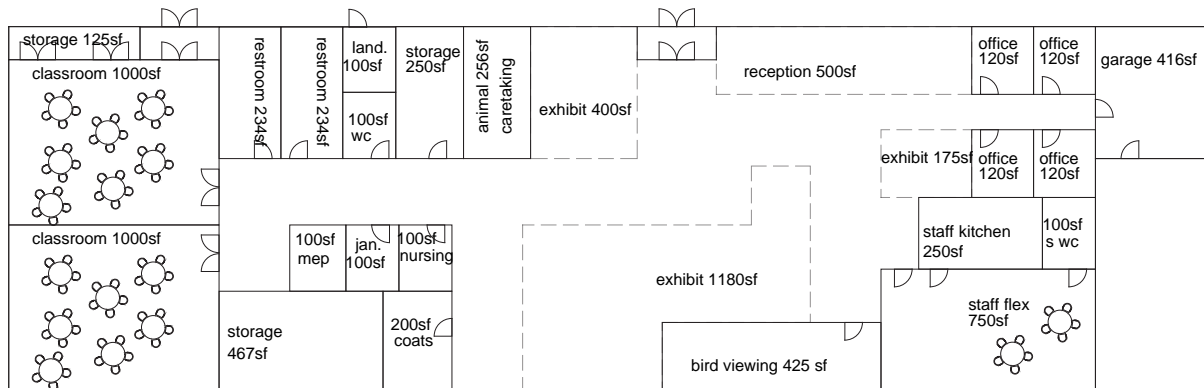 storage 125sf
classroom 1000sf
restroom 234sf
restroom 234sf
land.
100sf
100sf
wc
storage
250sf
animal 256sf
caretaking
exhibit 400sf
reception 500sf
office
120sf
office
120sf
garage 416sf
exhibit 175sf
office
120sf
office
120sf
classroom 1000sf
100sf
mep
jan.
100sf
100sf
nursing
staff kitchen
250sf
100sf
s wc
exhibit 1180sf
storage
467sf
200sf
coats
bird viewing 425 sf
staff flex
750sf